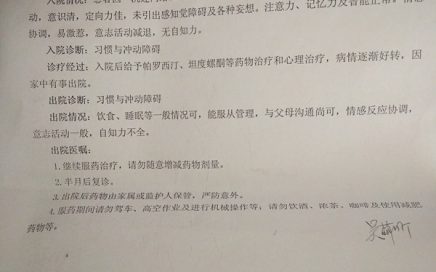 动，意识清，定向力佳，未引出感知觉障碍及各种妄想。注意力、记忆力及智能正常。情感
协调，易激惹，意志活动减退，无自知力。
入院诊断：习惯与冲动障碍
诊疗经过：入院后给予帕罗西汀、坦度螺酮等药物治疗和心理治疗，病情逐渐好转，因
家中有事出院。
出院诊断：习惯与冲动障碍
出院情况：饮食、睡眠等一般情况可，能服从管理，与父母沟通尚可，情感反应协调，
意志活动一般，自知力不全。
出院医嘱：
1.继续服药治疗，请勿随意增减药物剂量。
2.半月后复诊。
3.出院后药物由家属或监护人保管，严防意外。
4.服药期间请勿驾车、高空作业及进行机械操作等；请勿饮酒、浓茶、咖啡及使用减肥
药物等。